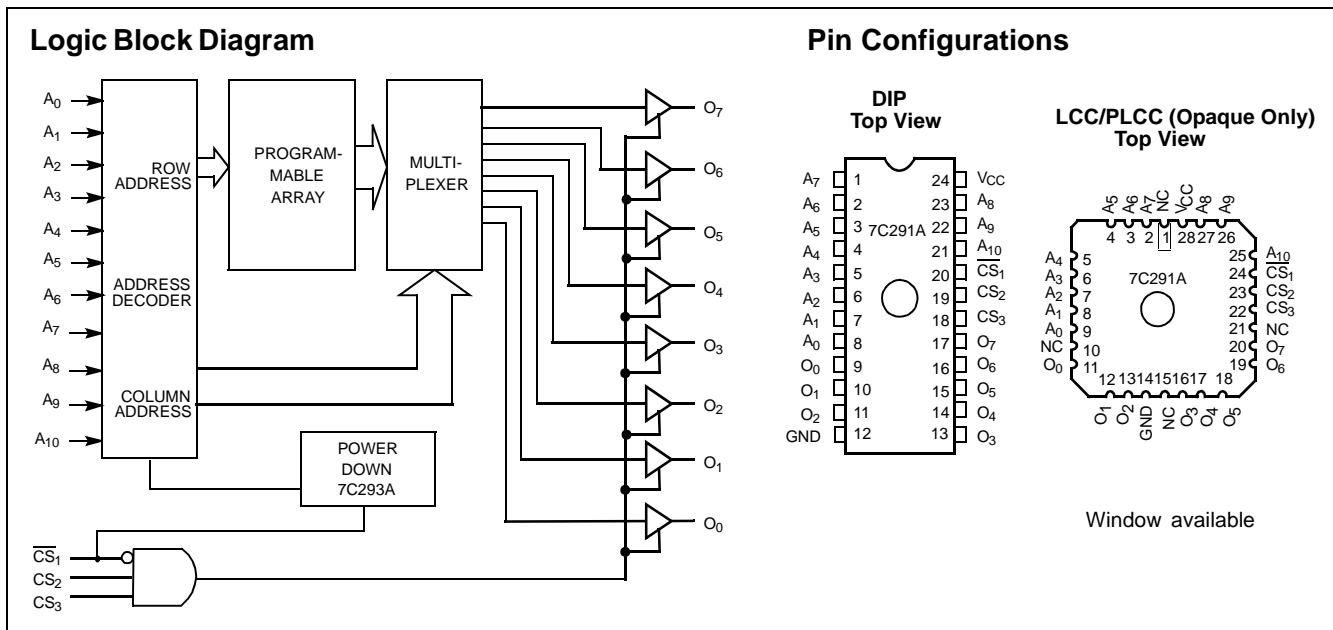 Logic Block Diagram
A0
A1
A2
A3
A4
A5
A6
A7
A8
A9
A10
ROW
ADDRESS
ADDRESS
DECODER
COLUMN
ADDRESS
PROGRAM-
MABLE
ARRAY
MULTI-
PLEXER
POWER
DOWN
7C293A
CS1
CS2
CS3
O7
O6
O5
O4
O3
O2
O1
O0
Pin Configurations
DIP
Top View
7C291A
A7 1 24 VCC
A6 2 23 A8
A5 3 22 A9
A4 4 21 A10
A3 5 20 CS1
A2 6 19 CS2
A1 7 18 CS3
A0 8 17 O7
O0 9 16 O6
O1 10 15 O5
O2 11 14 O4
GND 12 13 O3
LCC/PLCC (Opaque Only)
Top View
A5 A6 A7 NC VCC A8 A9
4 3 2 1 28 27 26
A4 5 25 A10
A3 6 24 CS1
A2 7 23 CS2
A1 8 22 CS3
A0 9 21 NC
NC 10 20 O7
O0 11 19 O6
7C291A
12 13 14 15 16 17 18
O1 O2 GND NC O3 O4 O5
Window available